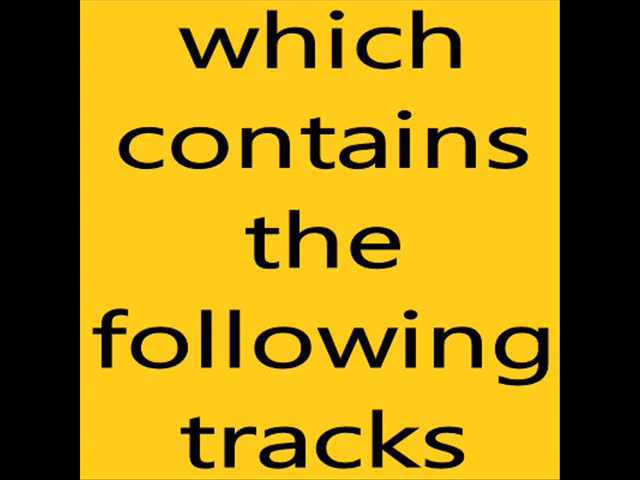 which
contains
the
following
tracks